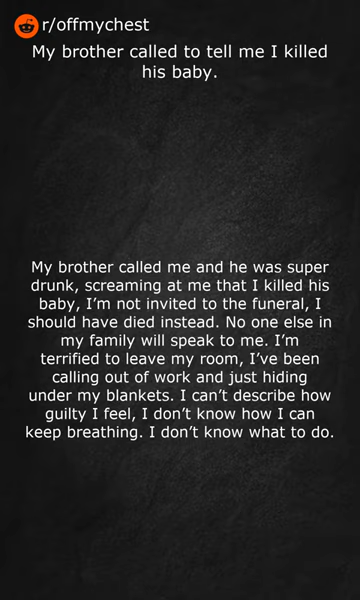 r/offmychest
My brother called to tell me I killed
his baby.
My brother called me and he was super
drunk, screaming at me that I killed his
baby, I’m not invited to the funeral, I
should have died instead. No one else in
my family will speak to me. I’m
terrified to leave my room, I’ve been
calling out of work and just hiding
under my blankets. I can’t describe how
guilty I feel, I don’t know how I can
keep breathing. I don’t know what to do.